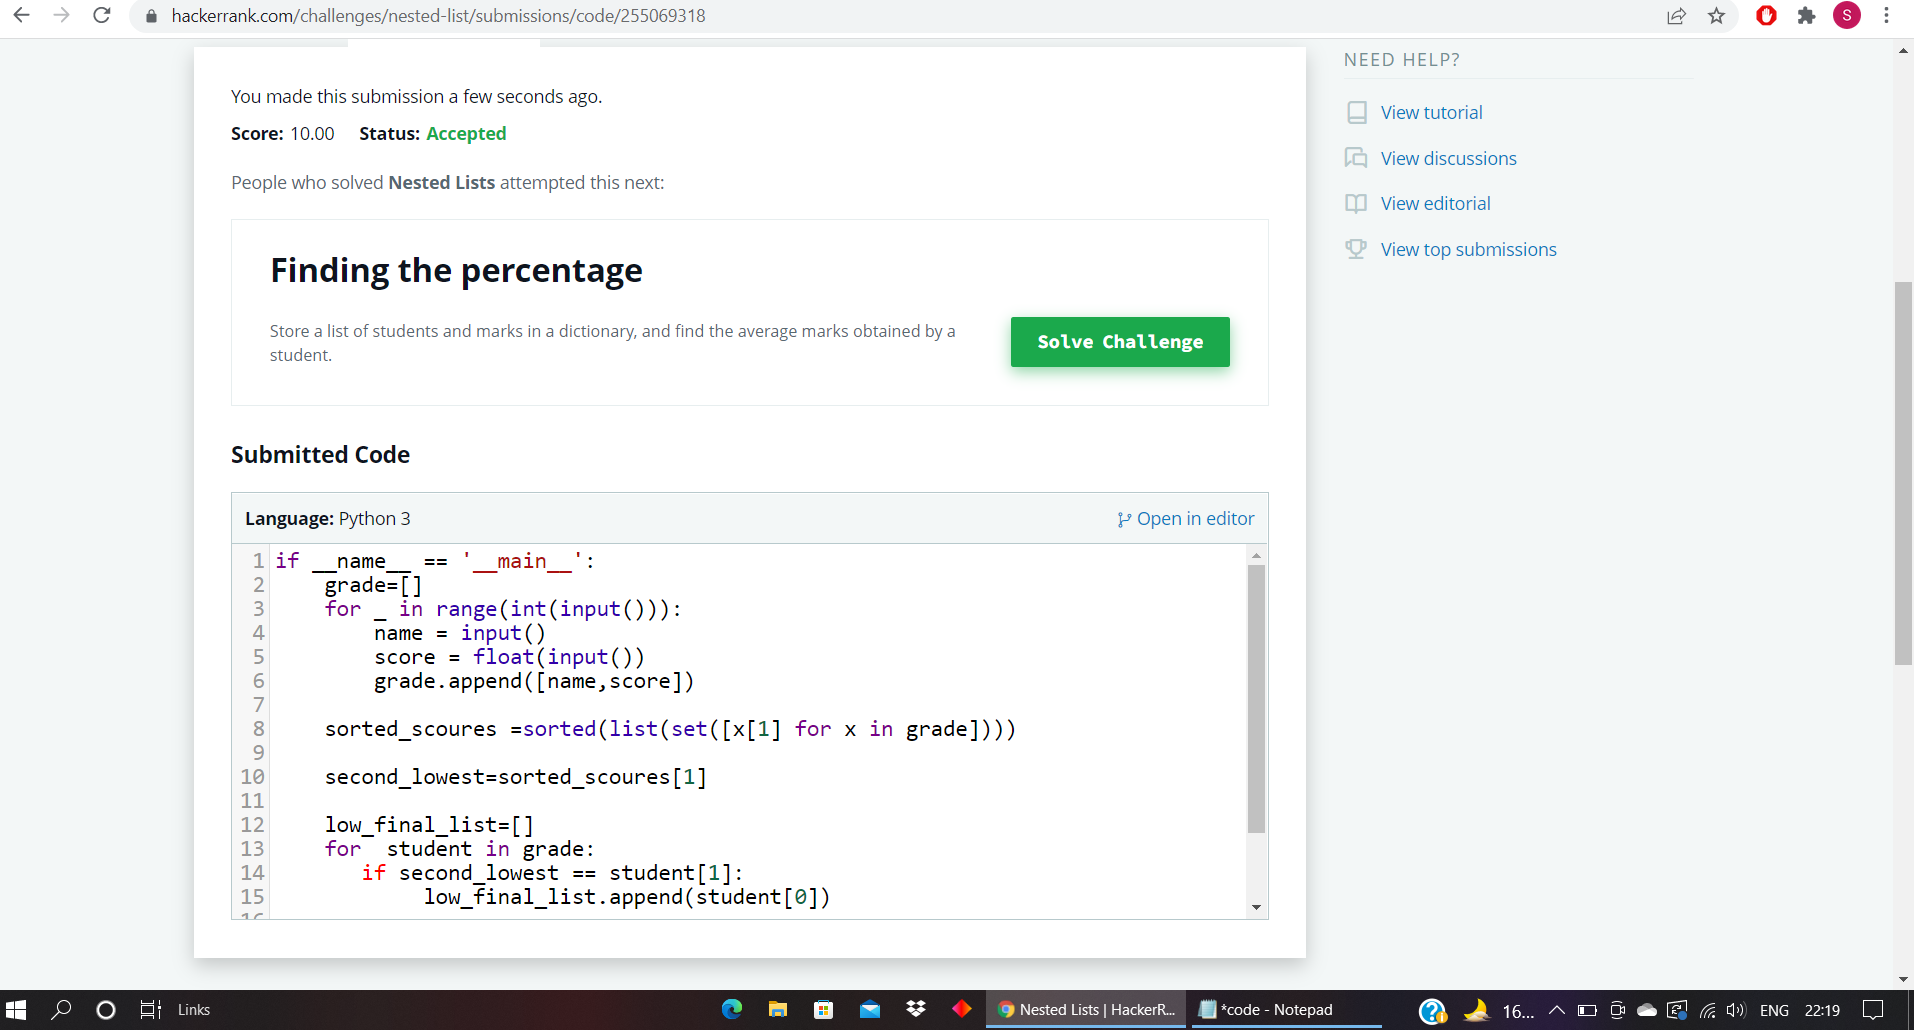 hackerrank.com/challenges/nested-list/submissions/code/255069318
S
You made this submission a few seconds ago.
Score: 10.00 Status: Accepted
People who solved Nested Lists attempted this next:
Finding the percentage
Store a list of students and marks in a dictionary, and find the average marks obtained by a
student.
Solve Challenge
NEED HELP?
View tutorial
View discussions
View editorial
View top submissions
Submitted Code
Language: Python 3
Open in editor
1 if __name__ == '__main__':
2     grade=[]
3     for _ in range(int(input())):
4         name = input()
5         score = float(input())
6         grade.append([name,score])
7
8     sorted_scoures =sorted(list(set([x[1] for x in grade])))
9
10     second_lowest=sorted_scoures[1]
11
12     low_final_list=[]
13     for  student in grade:
14        if second_lowest == student[1]:
15             low_final_list.append(student[0])
Links
Nested Lists | HackerR...
*code - Notepad
16...
ENG
22:19